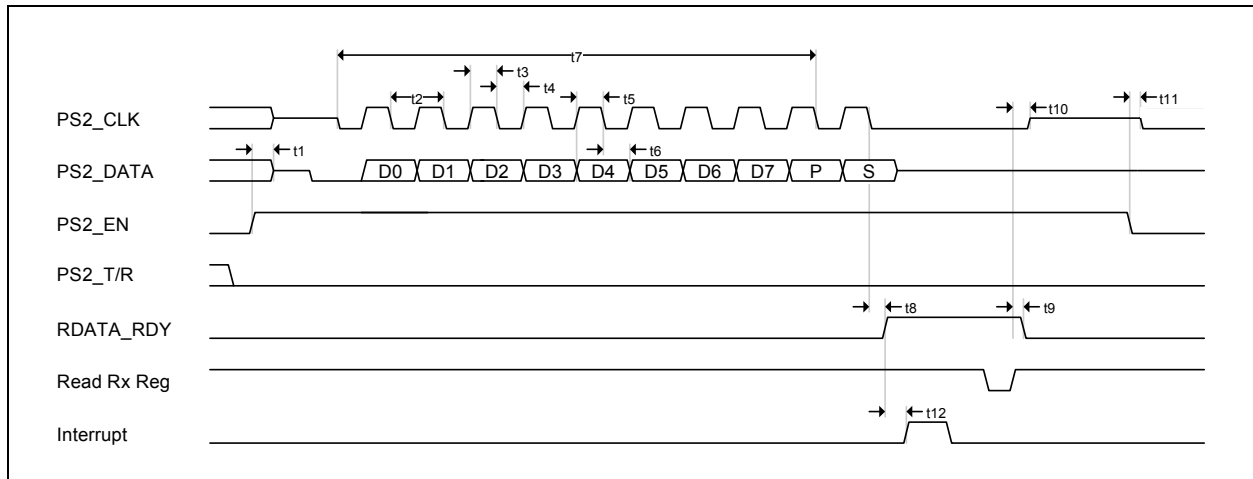 t7
t3
t2 t4 t5 t10 t11
PS2_CLK
t1 t6
PS2_DATA D0 D1 D2 D3 D4 D5 D6 D7 P S
PS2_EN
PS2_T/R
t8 t9
RDATA_RDY
Read Rx Reg
t12
Interrupt